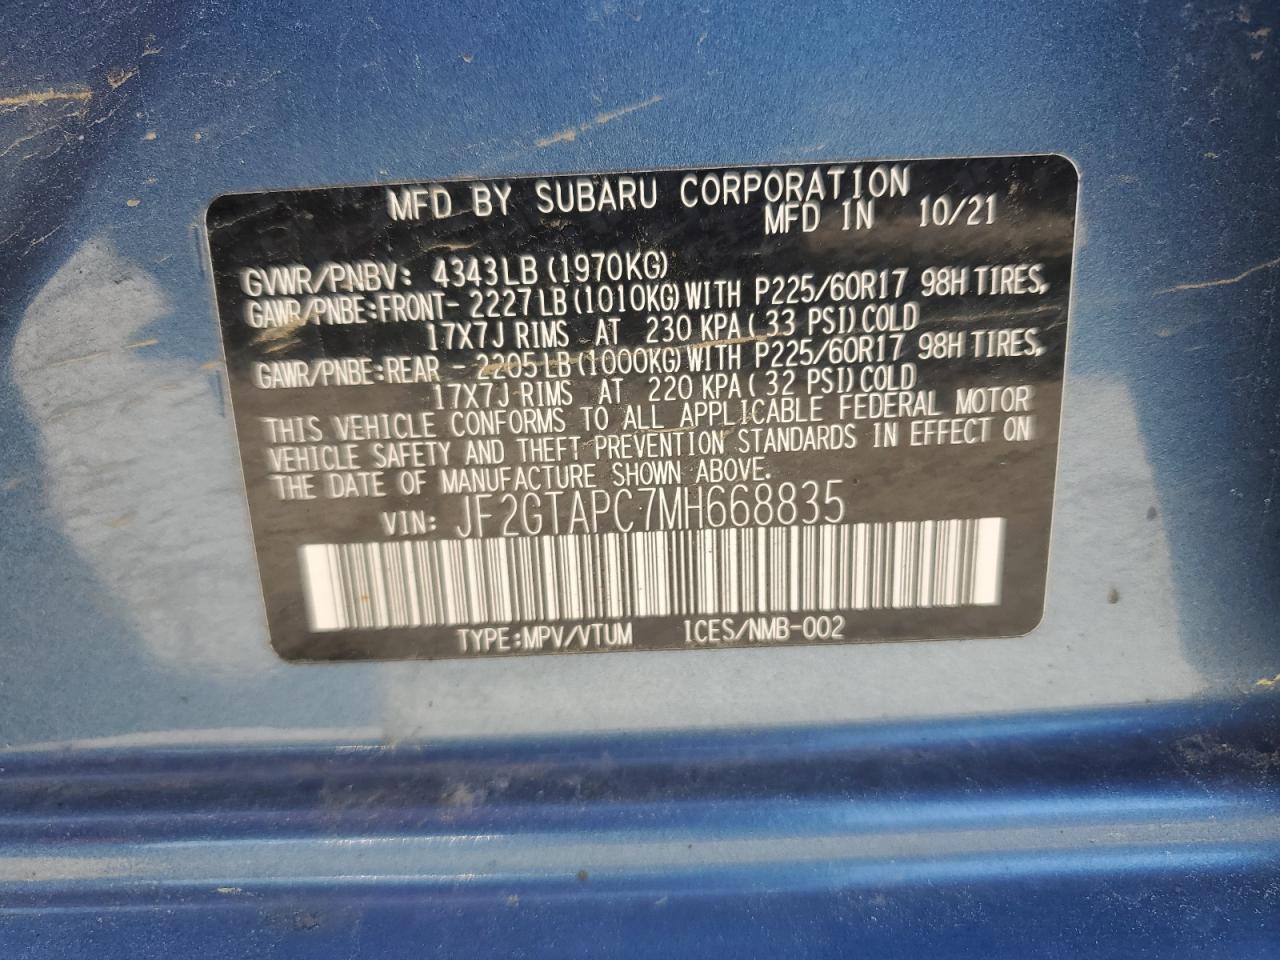 MFD BY SUBARU CORPORATION
MFD IN 10/21
GVWR/PNBV: 4343LB (1970KG)
GAWR/PNBE:FRONT- 2227LB (1010KG) WITH P225/60R17 98H TIRES,
17X7J RIMS AT 230 KPA ( 33 PSI) COLD
GAWR/PNBE:REAR - 2205LB (1000KG) WITH P225/60R17 98H TIRES,
17X7J RIMS AT 220 KPA ( 32 PSI) COLD
THIS VEHICLE CONFORMS TO ALL APPLICABLE FEDERAL MOTOR
VEHICLE SAFETY AND THEFT PREVENTION STANDARDS IN EFFECT ON
THE DATE OF MANUFACTURE SHOWN ABOVE.
VIN: JF2GTAPC7MH668835
TYPE:MPV/VTUM ICES/NMB-002